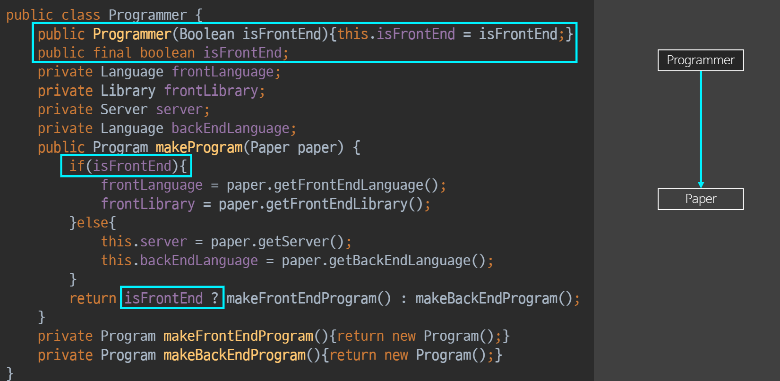 public class Programmer {
public Programmer(Boolean isFrontEnd){this.isFrontEnd = isFrontEnd;}
public final boolean isFrontEnd;
private Language frontLanguage;
private Library frontLibrary;
private Server server;
private Language backEndLanguage;
public Program makeProgram(Paper paper) {
if(isFrontEnd){
frontLanguage = paper.getFrontEndLanguage();
frontLibrary = paper.getFrontEndLibrary();
}else{
this.server = paper.getServer();
this.backEndLanguage = paper.getBackEndLanguage();
}
return isFrontEnd ? makeFrontEndProgram() : makeBackEndProgram();
}
private Program makeFrontEndProgram(){return new Program();}
private Program makeBackEndProgram(){return new Program();}
}
Programmer
Paper